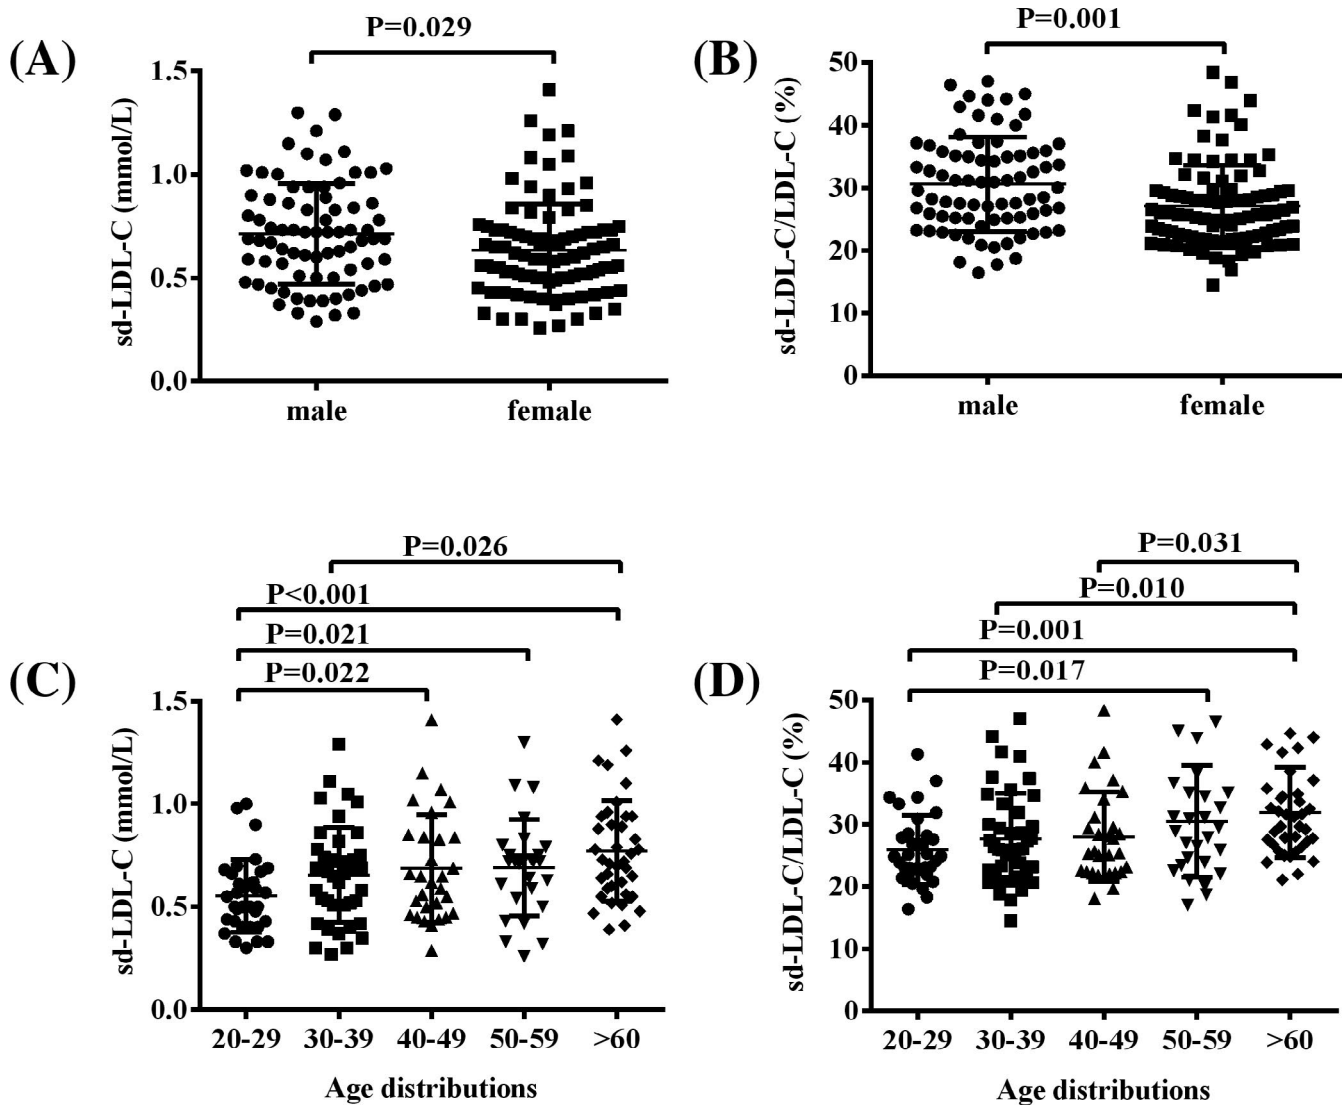 (A)
P=0.029
sd-LDL-C (mmol/L)
1.5
1.0
0.5
0.0
male
female
(B)
P=0.001
sd-LDL-C/LDL-C (%)
50
40
30
20
10
0
male
female
(C)
P=0.026
P<0.001
P=0.021
P=0.022
sd-LDL-C (mmol/L)
1.5
1.0
0.5
0.0
20-29
30-39
40-49
50-59
>60
Age distributions
(D)
P=0.031
P=0.010
P=0.001
P=0.017
sd-LDL-C/LDL-C (%)
50
40
30
20
10
0
20-29
30-39
40-49
50-59
>60
Age distributions